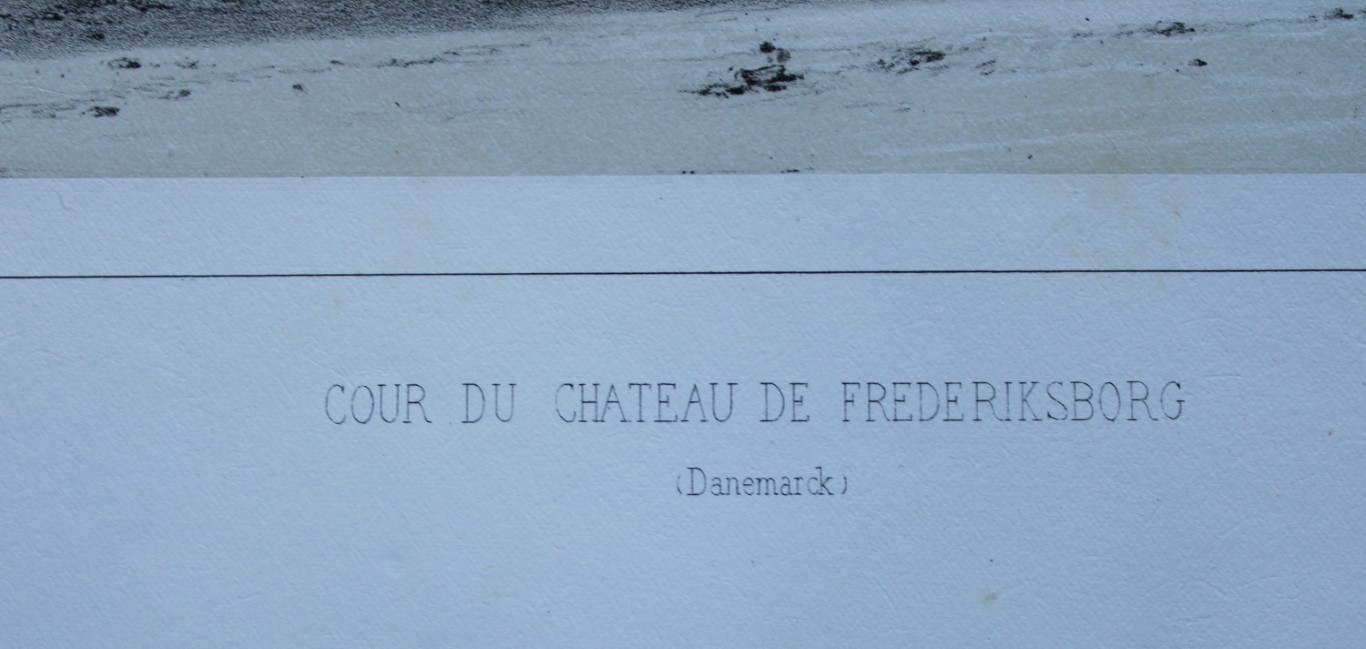 COUR DU CHATEAU DE FREDERIKSBORG
(Danemarck)